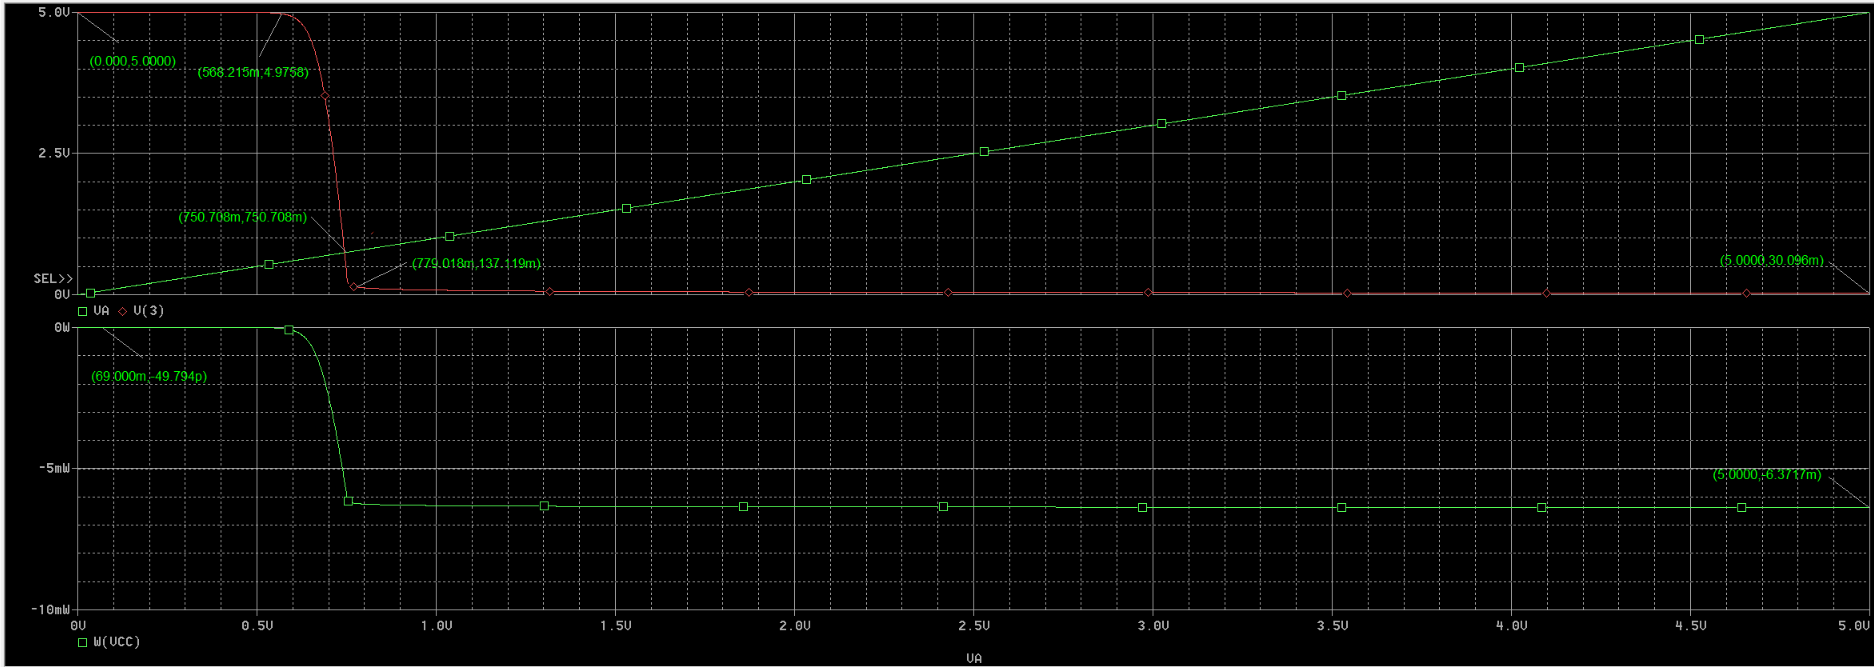 5.0V
(0.000,5.0000)
(568.215m,4.9758)
2.5V
(750.708m,750.708m)
(779.018m,137.119m)
(5.0000,30.096m)
SEL>>
0V
VA V(3)
0W
(69.000m,-49.794p)
-5mW
(5.0000,-6.3717m)
-10mW
0V 0.5V 1.0V 1.5V 2.0V 2.5V 3.0V 3.5V 4.0V 4.5V 5.0V
W(VCC)
VA